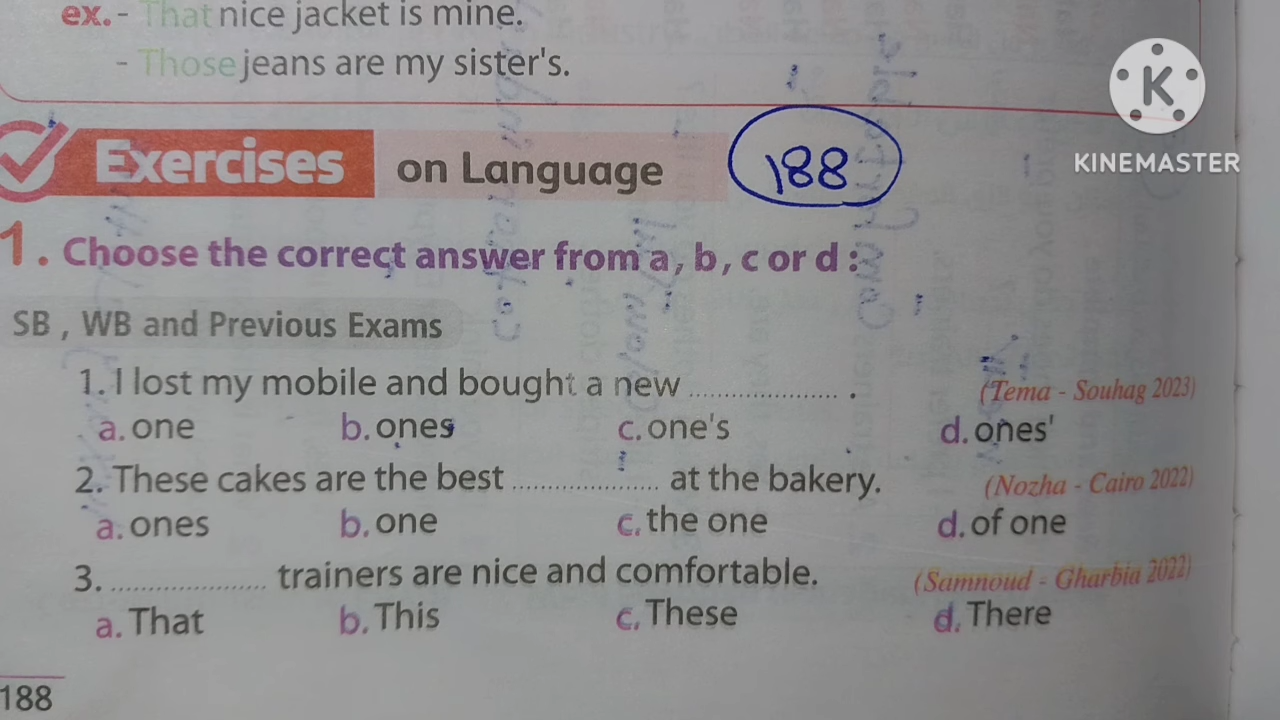 ex. - That nice jacket is mine.
- Those jeans are my sister's.
KINEMASTER
Exercises on Language 188
1. Choose the correct answer from a, b, c or d :
SB , WB and Previous Exams
1. I lost my mobile and bought a new .................... . (Tema - Souhag 2023)
a. one b. ones c. one's d. ones'
2. These cakes are the best .................... at the bakery. (Nozha - Cairo 2022)
a. ones b. one c. the one d. of one
3. .................... trainers are nice and comfortable. (Samnoud - Gharbia 2022)
a. That b. This c. These d. There
188